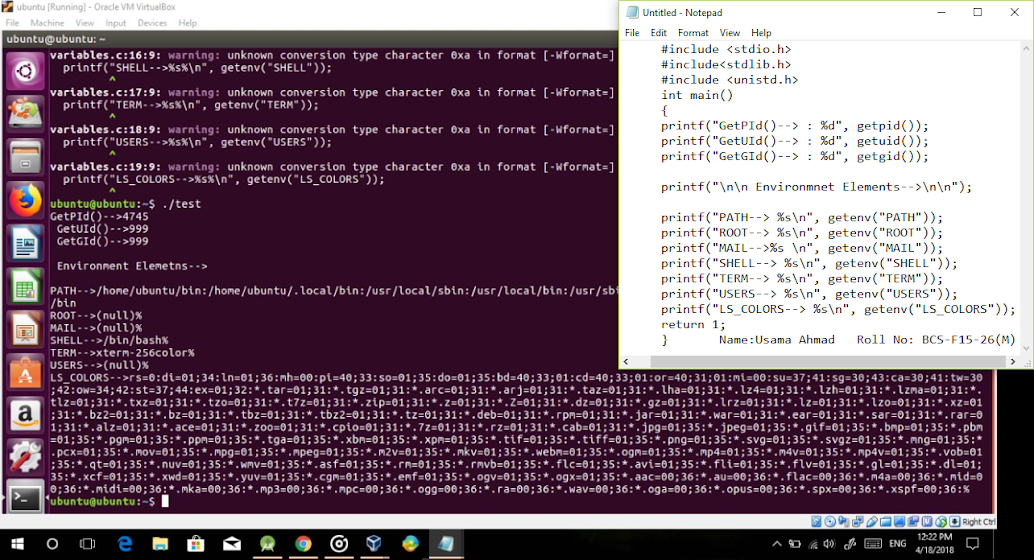 ubuntu [Running] - Oracle VM VirtualBox
File Machine View Input Devices Help
ubuntu@ubuntu: ~
variables.c:16:9: warning: unknown conversion type character 0xa in format [-Wformat=]
printf("SHELL-->%s%\n", getenv("SHELL"));
^
variables.c:17:9: warning: unknown conversion type character 0xa in format [-Wformat=]
printf("TERM-->%s%\n", getenv("TERM"));
^
variables.c:18:9: warning: unknown conversion type character 0xa in format [-Wformat=]
printf("USERS-->%s%\n", getenv("USERS"));
^
variables.c:19:9: warning: unknown conversion type character 0xa in format [-Wformat=]
printf("LS_COLORS-->%s%\n", getenv("LS_COLORS"));
^
ubuntu@ubuntu:~$ ./test
GetPId()-->4745
GetUId()-->999
GetGId()-->999
Environment Elemetns-->
PATH-->/home/ubuntu/bin:/home/ubuntu/.local/bin:/usr/local/sbin:/usr/local/bin:/usr/sb
/bin
ROOT-->(null)%
MAIL-->(null)%
SHELL-->/bin/bash%
TERM-->xterm-256color%
USERS-->(null)%
LS_COLORS-->rs=0:di=01;34:ln=01;36:mh=00:pi=40;33:so=01;35:do=01;35:bd=40;33;01:cd=40;33;01:or=40;31;01:mi=00:su=37;41:sg=30;43:ca=30;41:tw=30
;42:ow=34;42:st=37;44:ex=01;32:*.tar=01;31:*.tgz=01;31:*.arc=01;31:*.arj=01;31:*.taz=01;31:*.lha=01;31:*.lz4=01;31:*.lzh=01;31:*.lzma=01;31:*.
tlz=01;31:*.txz=01;31:*.tzo=01;31:*.t7z=01;31:*.zip=01;31:*.z=01;31:*.Z=01;31:*.dz=01;31:*.gz=01;31:*.lrz=01;31:*.lz=01;31:*.lzo=01;31:*.xz=01
;31:*.bz2=01;31:*.bz=01;31:*.tbz=01;31:*.tbz2=01;31:*.tz=01;31:*.deb=01;31:*.rpm=01;31:*.jar=01;31:*.war=01;31:*.ear=01;31:*.sar=01;31:*.rar=0
1;31:*.alz=01;31:*.ace=01;31:*.zoo=01;31:*.cpio=01;31:*.7z=01;31:*.rz=01;31:*.cab=01;31:*.jpg=01;35:*.jpeg=01;35:*.gif=01;35:*.bmp=01;35:*.pbm
=01;35:*.pgm=01;35:*.ppm=01;35:*.tga=01;35:*.xbm=01;35:*.xpm=01;35:*.tif=01;35:*.tiff=01;35:*.png=01;35:*.svg=01;35:*.svgz=01;35:*.mng=01;35:*
.pcx=01;35:*.mov=01;35:*.mpg=01;35:*.mpeg=01;35:*.m2v=01;35:*.mkv=01;35:*.webm=01;35:*.ogm=01;35:*.mp4=01;35:*.m4v=01;35:*.mp4v=01;35:*.vob=01
;35:*.qt=01;35:*.nuv=01;35:*.wmv=01;35:*.asf=01;35:*.rm=01;35:*.rmvb=01;35:*.flc=01;35:*.avi=01;35:*.fli=01;35:*.flv=01;35:*.gl=01;35:*.dl=01;
35:*.xcf=01;35:*.xwd=01;35:*.yuv=01;35:*.cgm=01;35:*.emf=01;35:*.ogv=01;35:*.ogx=01;35:*.aac=00;36:*.au=00;36:*.flac=00;36:*.m4a=00;36:*.mid=0
0;36:*.midi=00;36:*.mka=00;36:*.mp3=00;36:*.mpc=00;36:*.ogg=00;36:*.ra=00;36:*.wav=00;36:*.oga=00;36:*.opus=00;36:*.spx=00;36:*.xspf=00;36:%
ubuntu@ubuntu:~$
Untitled - Notepad
File Edit Format View Help
#include <stdio.h>
#include<stdlib.h>
#include <unistd.h>
int main()
{
printf("GetPId()--> : %d", getpid());
printf("GetUId()--> : %d", getuid());
printf("GetGId()--> : %d", getgid());
printf("\n\n Environmnet Elements-->\n\n");
printf("PATH--> %s\n", getenv("PATH"));
printf("ROOT--> %s\n", getenv("ROOT"));
printf("MAIL-->%s \n", getenv("MAIL"));
printf("SHELL--> %s\n", getenv("SHELL"));
printf("TERM--> %s\n", getenv("TERM"));
printf("USERS--> %s\n", getenv("USERS"));
printf("LS_COLORS--> %s\n", getenv("LS_COLORS"));
return 1;
} Name:Usama Ahmad Roll No: BCS-F15-26(M)
Right Ctrl
ENG
12:22 PM
4/18/2018